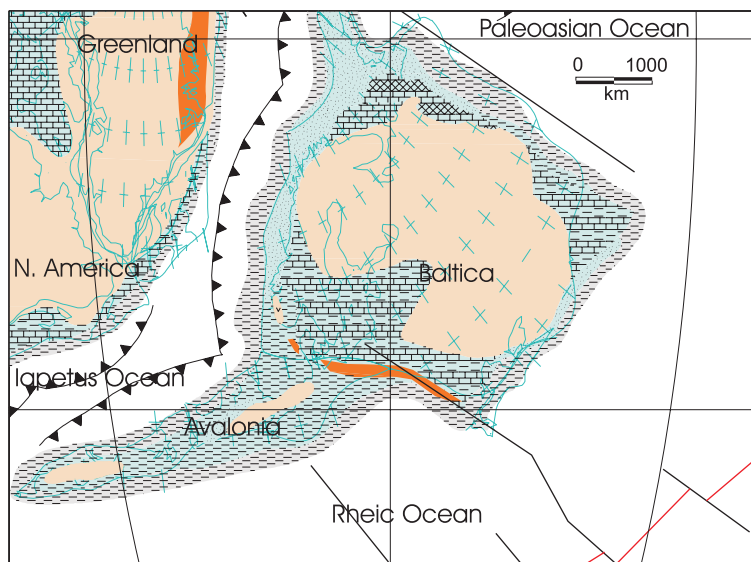 Greenland
Paleoasian Ocean
0 1000
km
N. America
Baltica
Iapetus Ocean
Avalonia
Rheic Ocean